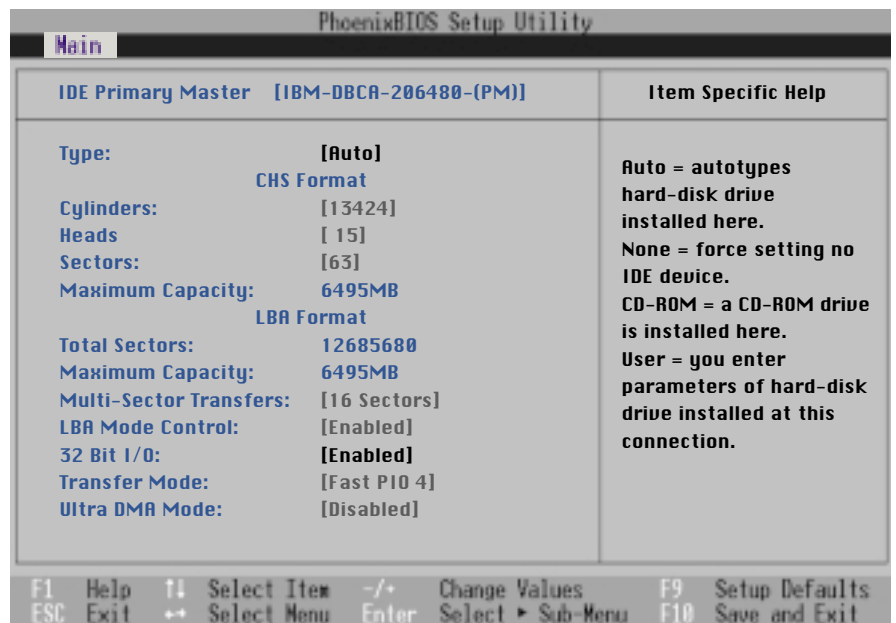 PhoenixBIOS Setup Utility
Main
IDE Primary Master [IBM-DBCA-206480-(PM)]
Item Specific Help
Type: [Auto]
CHS Format
Cylinders: [13424]
Heads [ 15]
Sectors: [63]
Maximum Capacity: 6495MB
LBA Format
Total Sectors: 12685680
Maximum Capacity: 6495MB
Multi-Sector Transfers: [16 Sectors]
LBA Mode Control: [Enabled]
32 Bit I/O: [Enabled]
Transfer Mode: [Fast PIO 4]
Ultra DMA Mode: [Disabled]
Auto = autotypes
hard-disk drive
installed here.
None = force setting no
IDE device.
CD-ROM = a CD-ROM drive
is installed here.
User = you enter
parameters of hard-disk
drive installed at this
connection.
F1 Help ↑↓ Select Item -/+ Change Values F9 Setup Defaults
ESC Exit ↔ Select Menu Enter Select ► Sub-Menu F10 Save and Exit